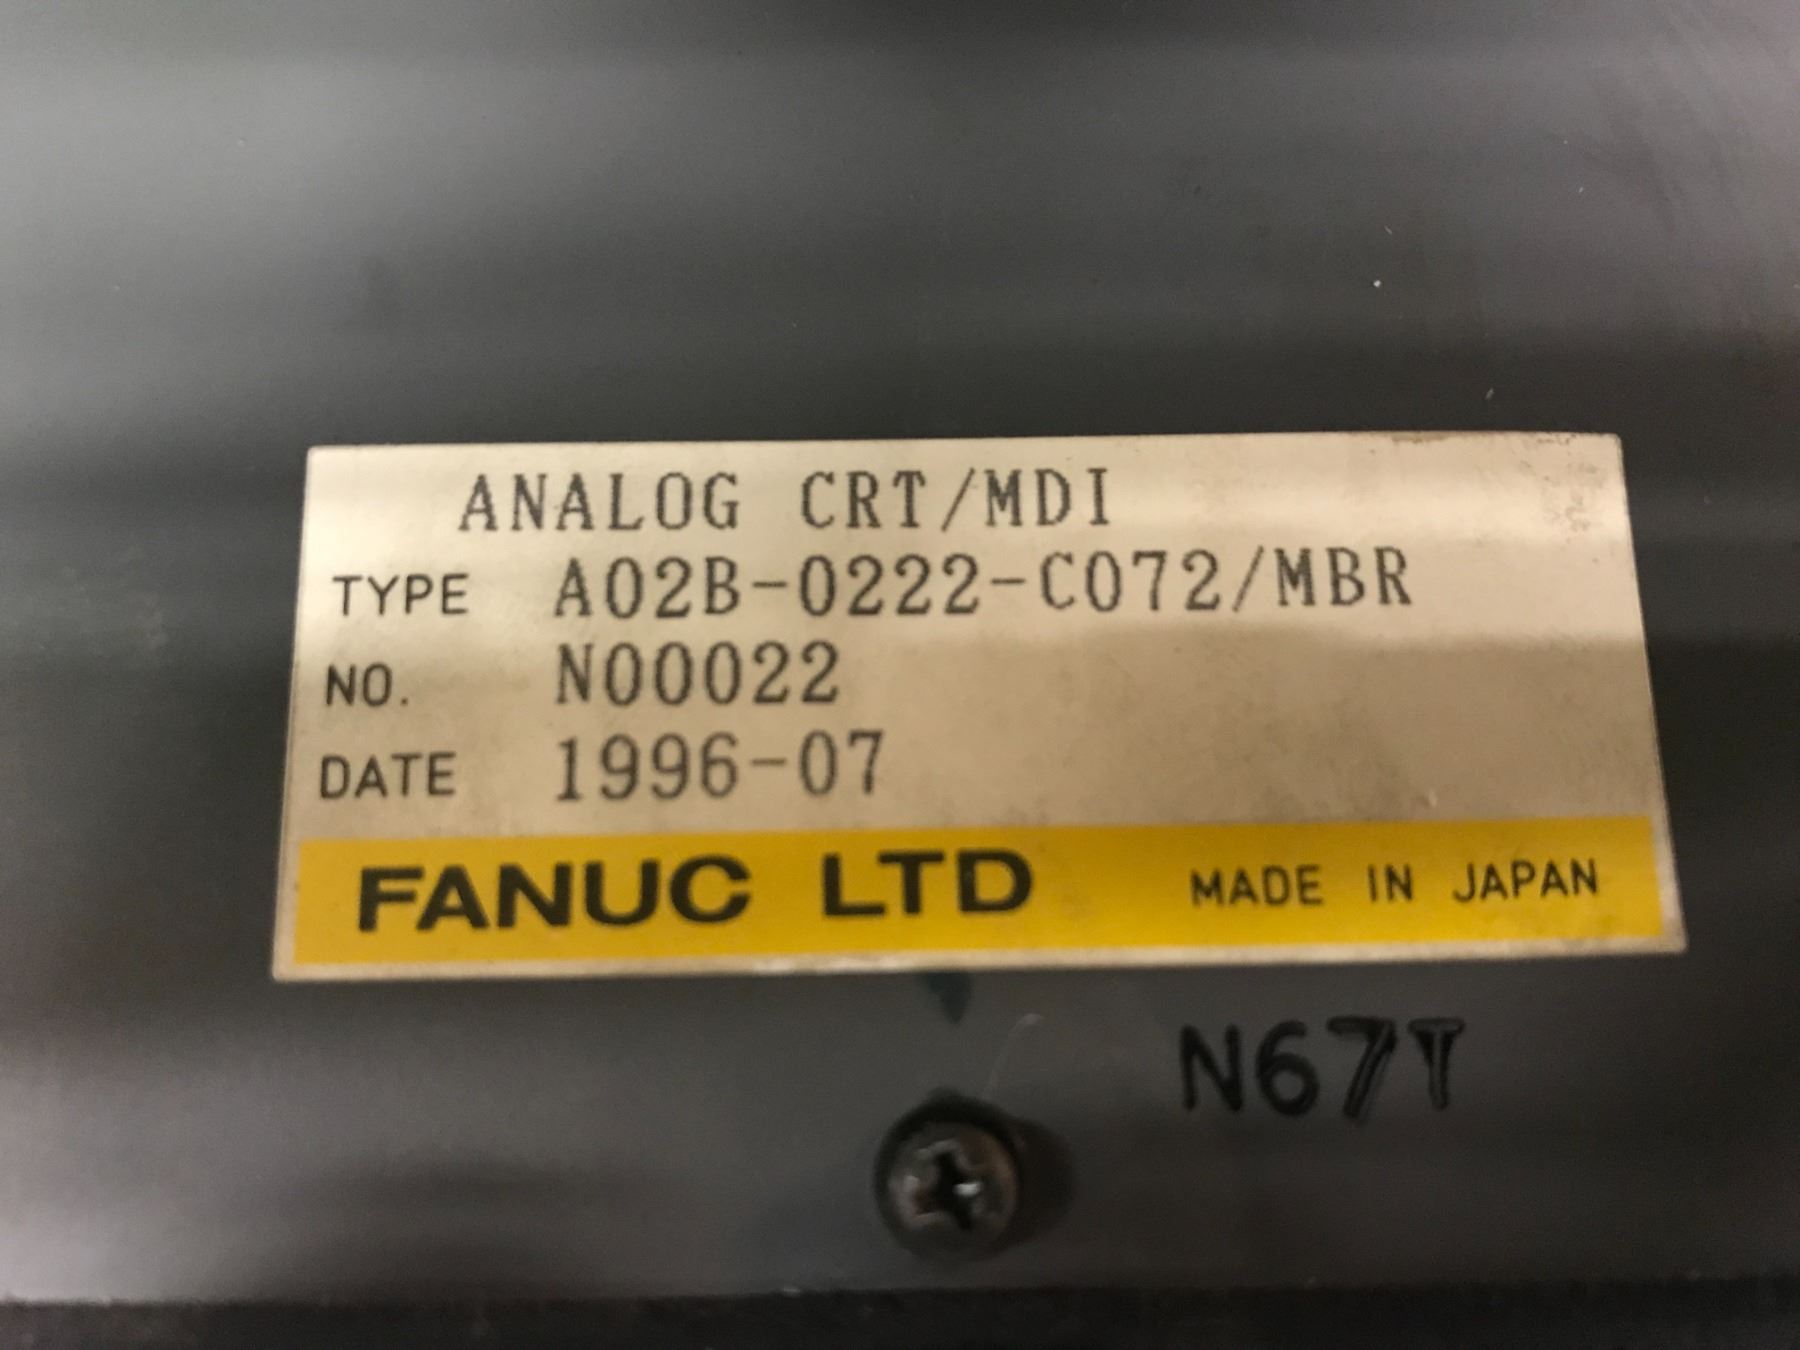 ANALOG CRT/MDI
TYPE A02B-0222-C072/MBR
NO. N00022
DATE 1996-07
FANUC LTD MADE IN JAPAN
N67T